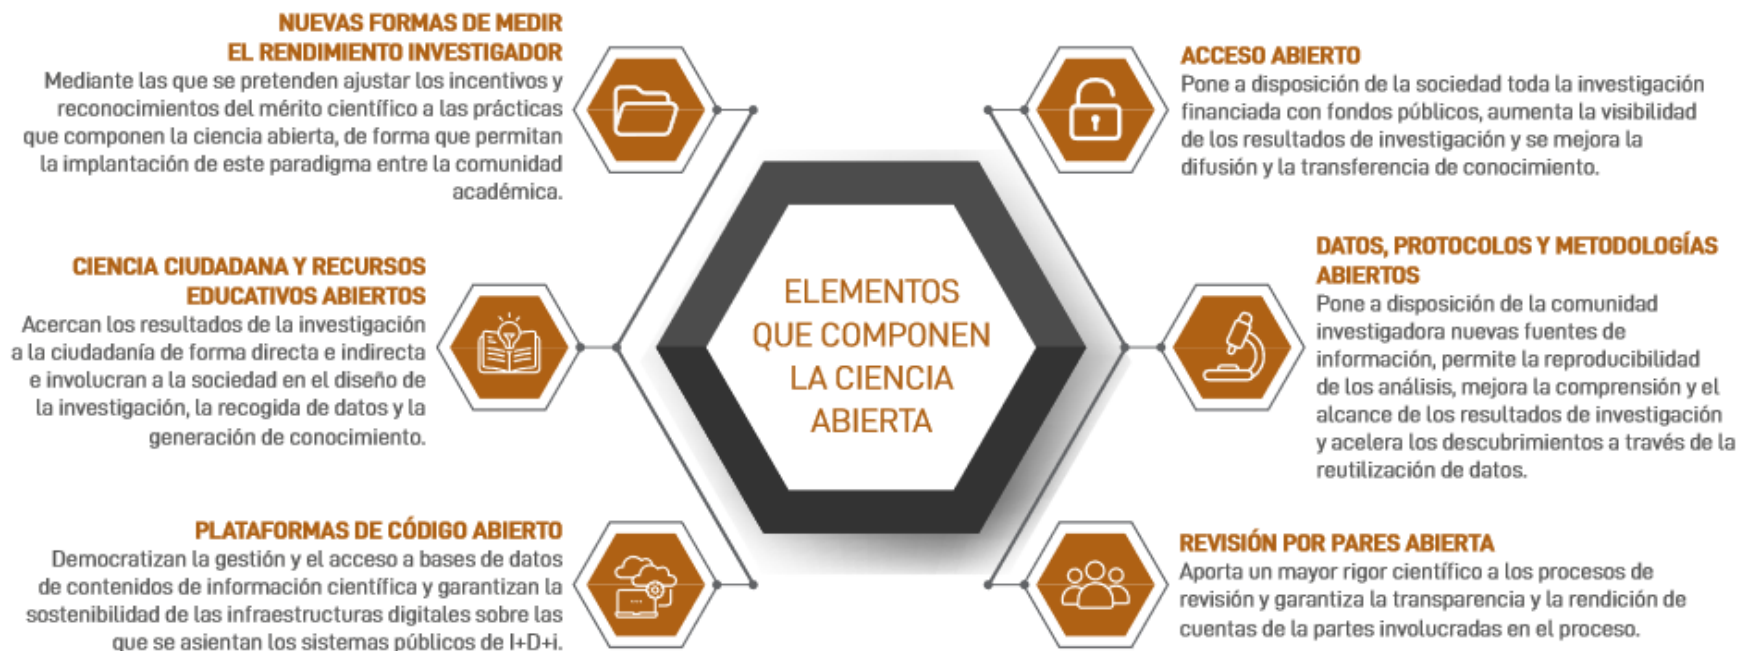 NUEVAS FORMAS DE MEDIR
EL RENDIMIENTO INVESTIGADOR
Mediante las que se pretenden ajustar los incentivos y
reconocimientos del mérito científico a las prácticas
que componen la ciencia abierta, de forma que permitan
la implantación de este paradigma entre la comunidad
académica.
CIENCIA CIUDADANA Y RECURSOS
EDUCATIVOS ABIERTOS
Acercan los resultados de la investigación
a la ciudadanía de forma directa e indirecta
e involucran a la sociedad en el diseño de
la investigación, la recogida de datos y la
generación de conocimiento.
PLATAFORMAS DE CÓDIGO ABIERTO
Democratizan la gestión y el acceso a bases de datos
de contenidos de información científica y garantizan la
sostenibilidad de las infraestructuras digitales sobre las
que se asientan los sistemas públicos de I+D+i.
ELEMENTOS
QUE COMPONEN
LA CIENCIA
ABIERTA
ACCESO ABIERTO
Pone a disposición de la sociedad toda la investigación
financiada con fondos públicos, aumenta la visibilidad
de los resultados de investigación y se mejora la
difusión y la transferencia de conocimiento.
DATOS, PROTOCOLOS Y METODOLOGÍAS
ABIERTOS
Pone a disposición de la comunidad
investigadora nuevas fuentes de
información, permite la reproducibilidad
de los análisis, mejora la comprensión y el
alcance de los resultados de investigación
y acelera los descubrimientos a través de la
reutilización de datos.
REVISIÓN POR PARES ABIERTA
Aporta un mayor rigor científico a los procesos de
revisión y garantiza la transparencia y la rendición de
cuentas de la partes involucradas en el proceso.